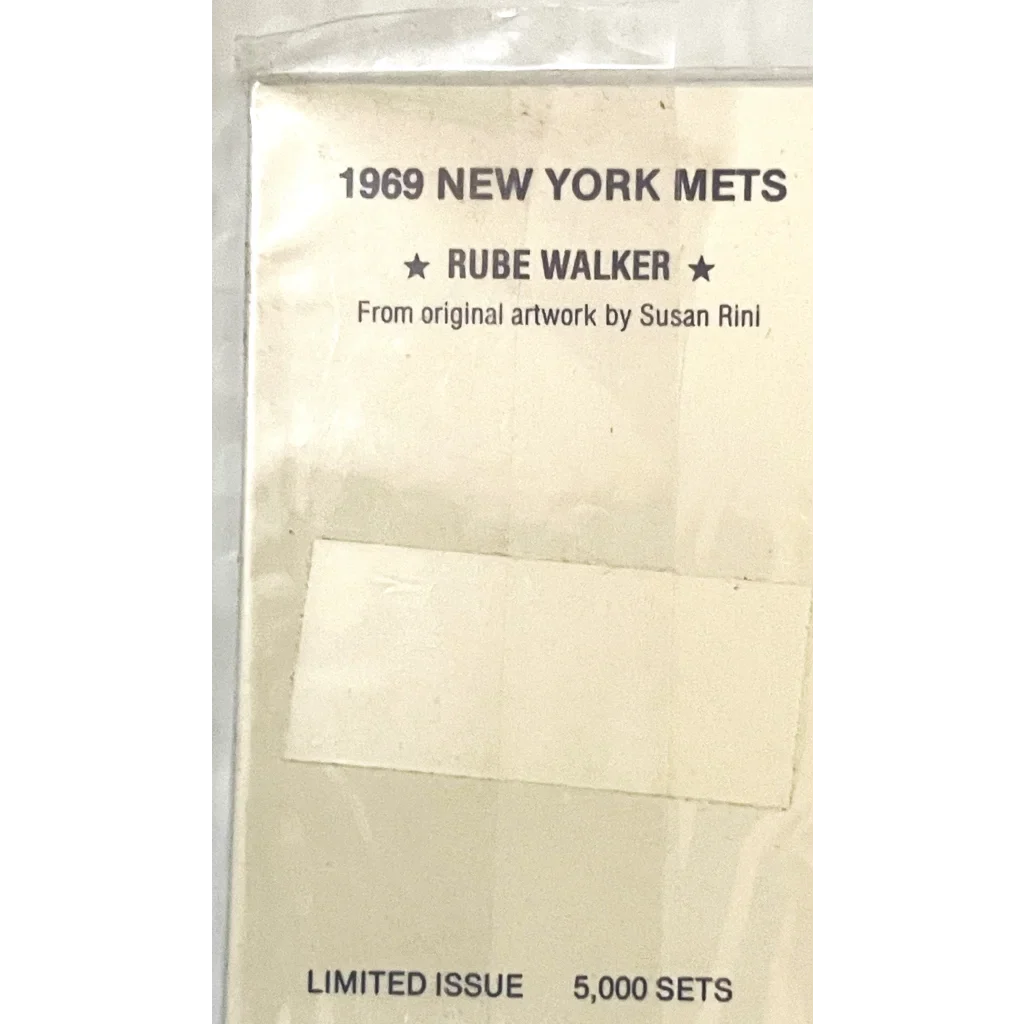 1969 NEW YORK METS
★ RUBE WALKER ★
From original artwork by Susan Rini
LIMITED ISSUE 5,000 SETS